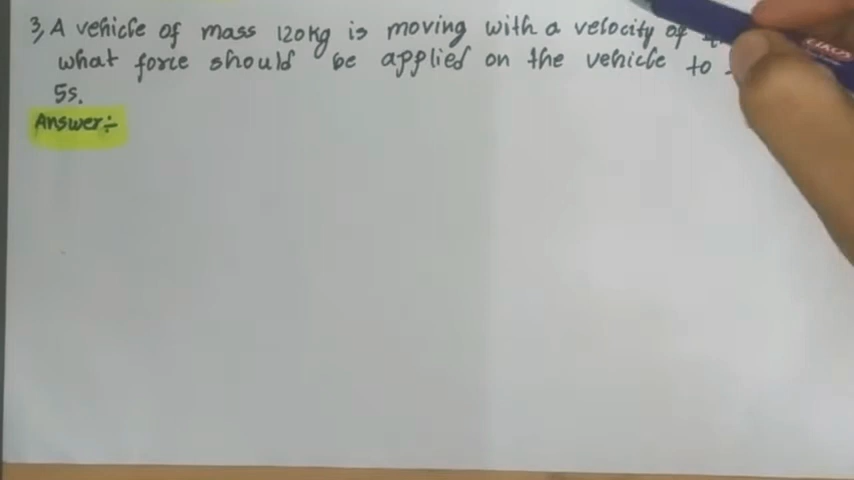 3, A vehicle of mass 120kg is moving with a velocity of
what force should be applied on the vehicle to
5s.
Answer:-